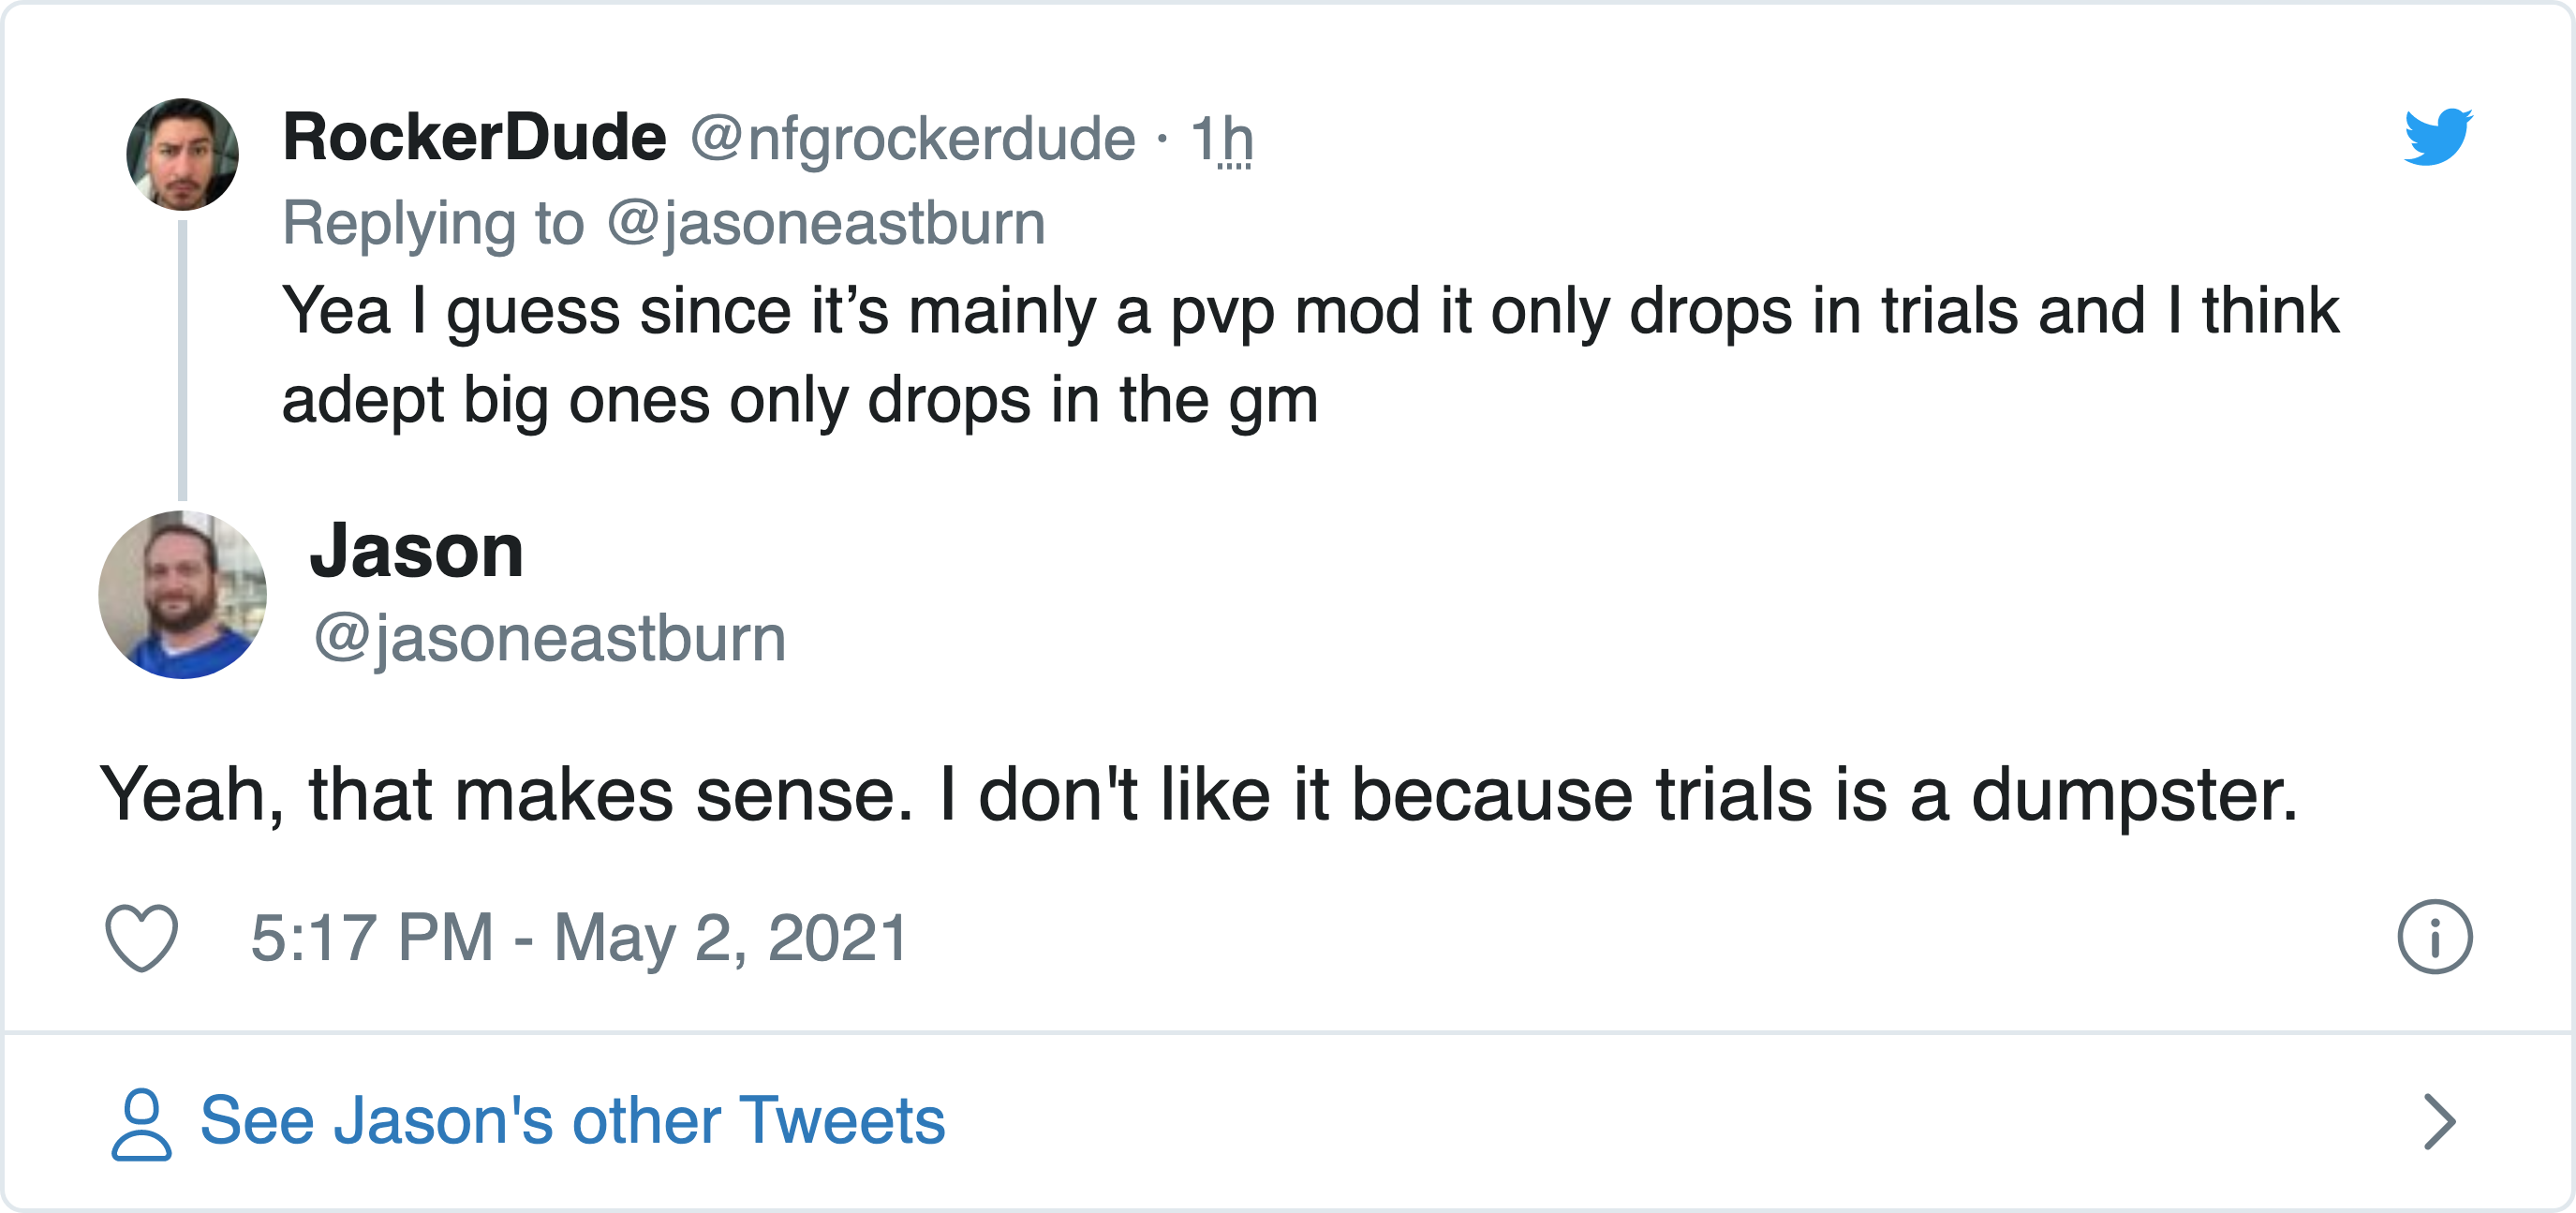 RockerDude @nfgrockerdude · 1h
Replying to @jasoneastburn
Yea I guess since it’s mainly a pvp mod it only drops in trials and I think
adept big ones only drops in the gm
Jason
@jasoneastburn
Yeah, that makes sense. I don't like it because trials is a dumpster.
5:17 PM - May 2, 2021
See Jason's other Tweets